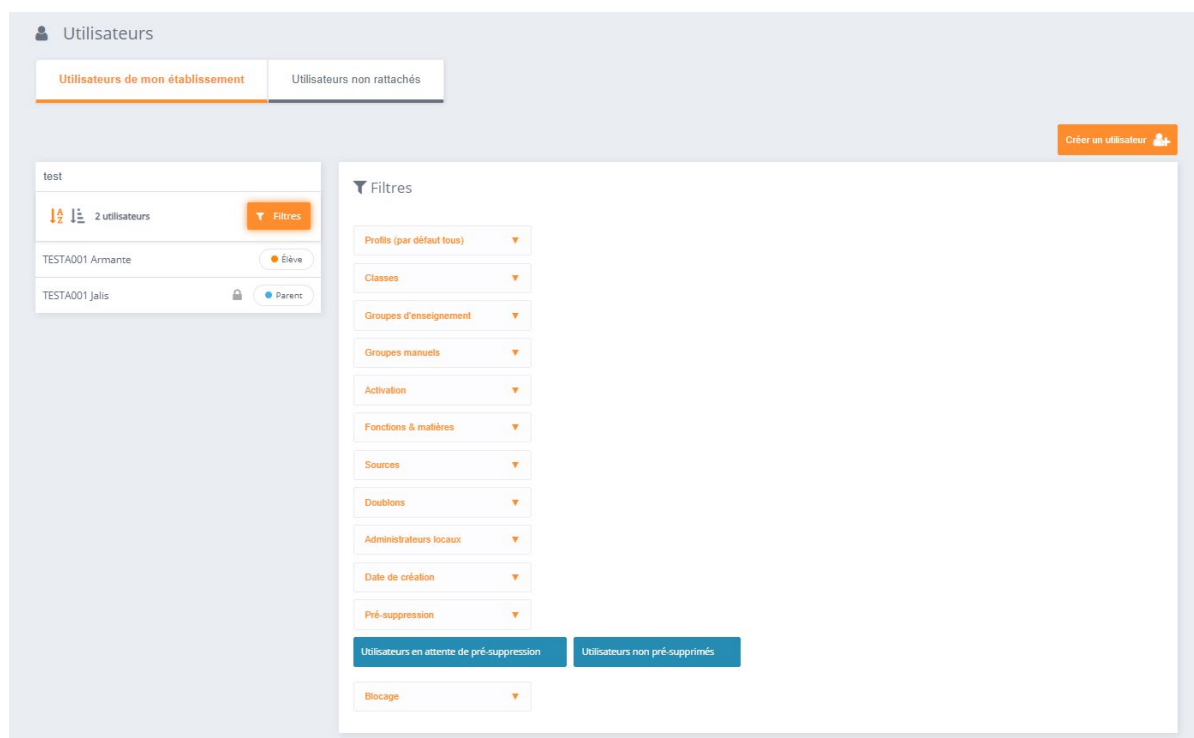 Utilisateurs
Utilisateurs de mon établissement
Utilisateurs non rattachés
Créer un utilisateur
test
2 utilisateurs
Filtres
TESTA001 Armante
Élève
TESTA001 Jalis
Parent
Filtres
Profils (par défaut tous)
Classes
Groupes d'enseignement
Groupes manuels
Activation
Fonctions & matières
Sources
Doublons
Administrateurs locaux
Date de création
Pré-suppression
Utilisateurs en attente de pré-suppression
Utilisateurs non pré-supprimés
Blocage